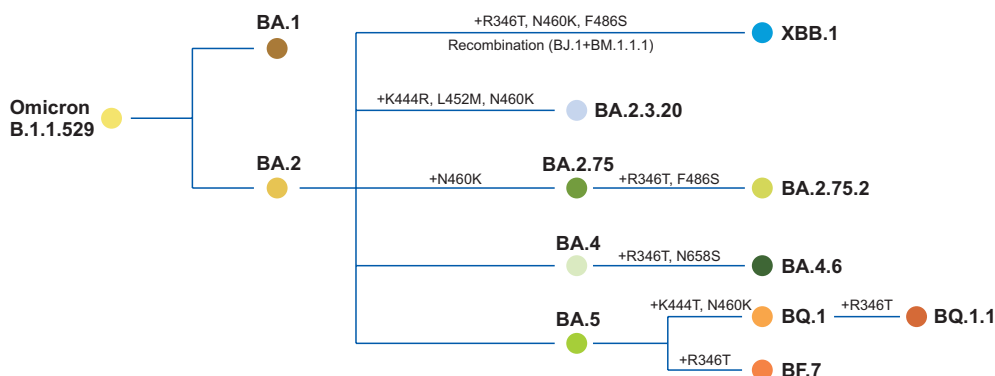 BA.1
+R346T, N460K, F486S
Recombination (BJ.1+BM.1.1.1)
XBB.1
Omicron
B.1.1.529
+K444R, L452M, N460K
BA.2.3.20
BA.2
+N460K
BA.2.75
+R346T, F486S
BA.2.75.2
BA.4
+R346T, N658S
BA.4.6
BA.5
+K444T, N460K
BQ.1
+R346T
BQ.1.1
+R346T
BF.7